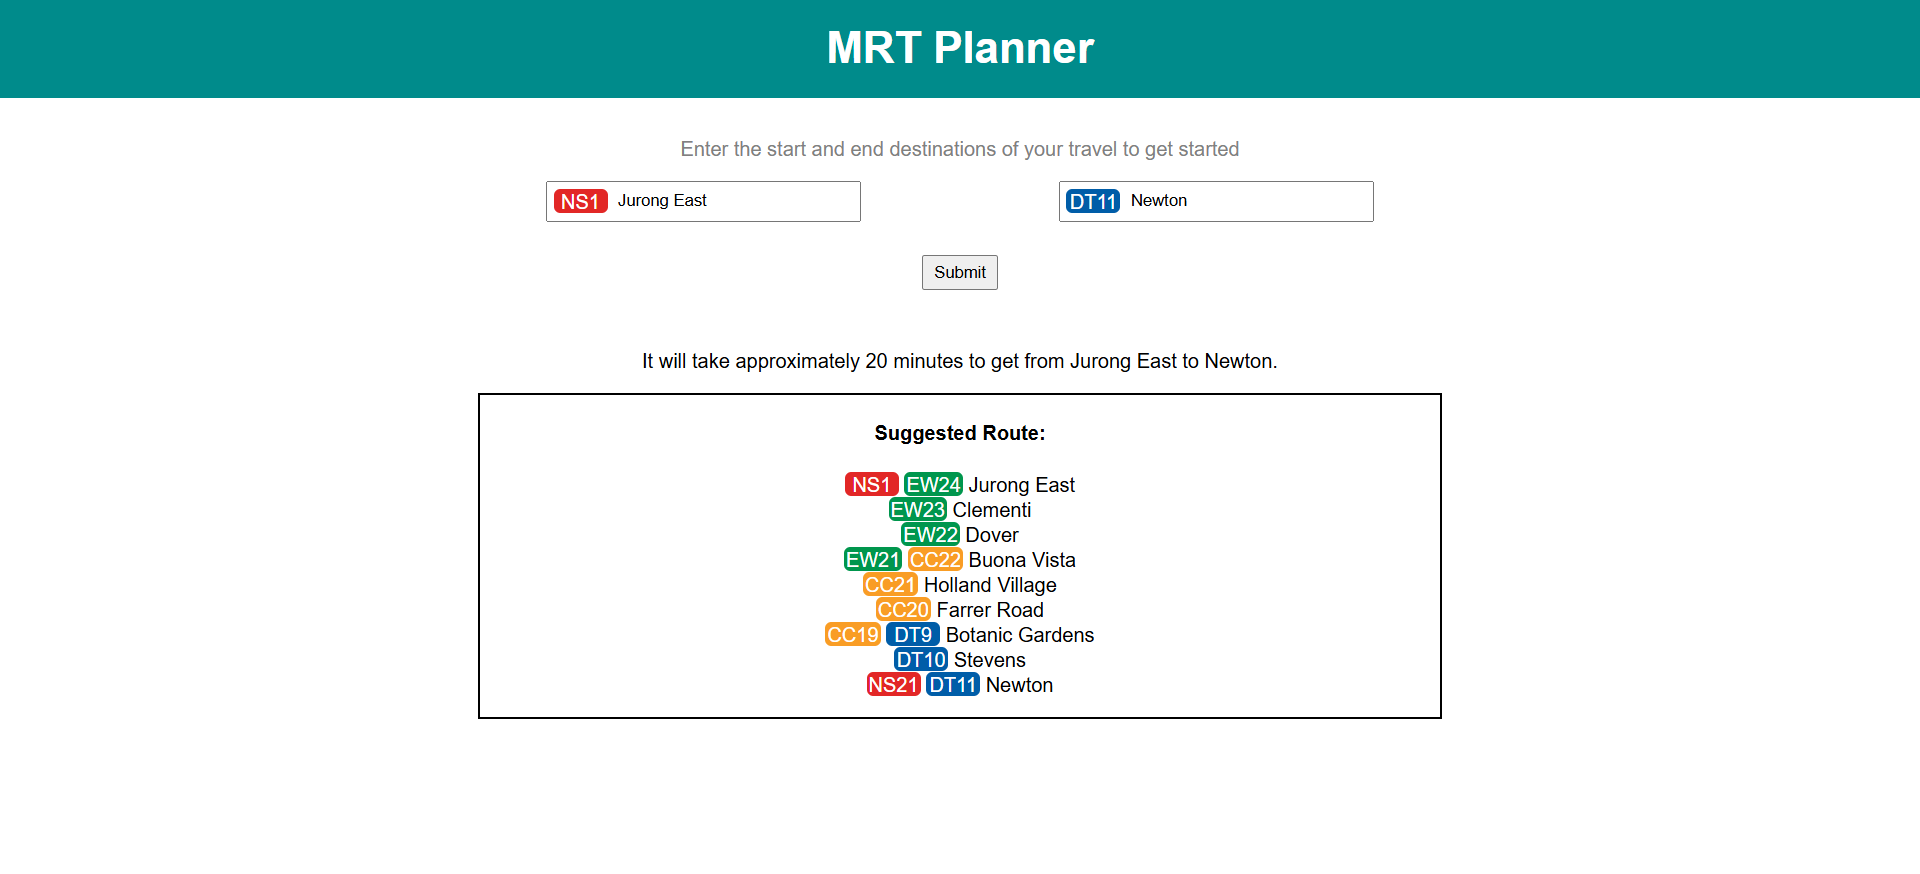 MRT Planner
Enter the start and end destinations of your travel to get started
NS1 Jurong East
DT11 Newton
Submit
It will take approximately 20 minutes to get from Jurong East to Newton.
Suggested Route:
NS1 EW24 Jurong East
EW23 Clementi
EW22 Dover
EW21 CC22 Buona Vista
CC21 Holland Village
CC20 Farrer Road
CC19 DT9 Botanic Gardens
DT10 Stevens
NS21 DT11 Newton